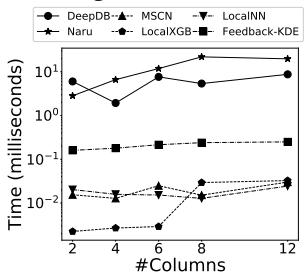 DeepDB MSCN LocalNN
Naru LocalXGB Feedback-KDE
Time (milliseconds)
10¹
10⁰
10⁻¹
10⁻²
2 4 6 8 12
#Columns